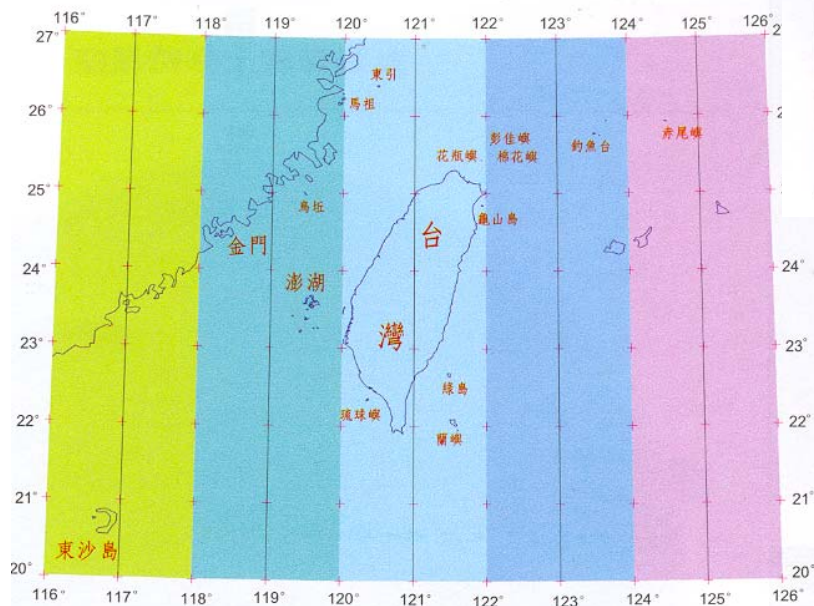 116° 117° 118° 119° 120° 121° 122° 123° 124° 125° 126°
27° 2
東引
馬祖
26° 2
彭佳嶼
赤尾嶼
釣魚台
花瓶嶼 棉花嶼
25°
烏坵
龜山島
台
金門
24° 24°
澎湖
灣
23° 23°
綠島
琉球嶼
22° 22°
蘭嶼
21° 21°
東沙島
20° 20°
116° 117° 118° 119° 120° 121° 122° 123° 124° 125° 126°